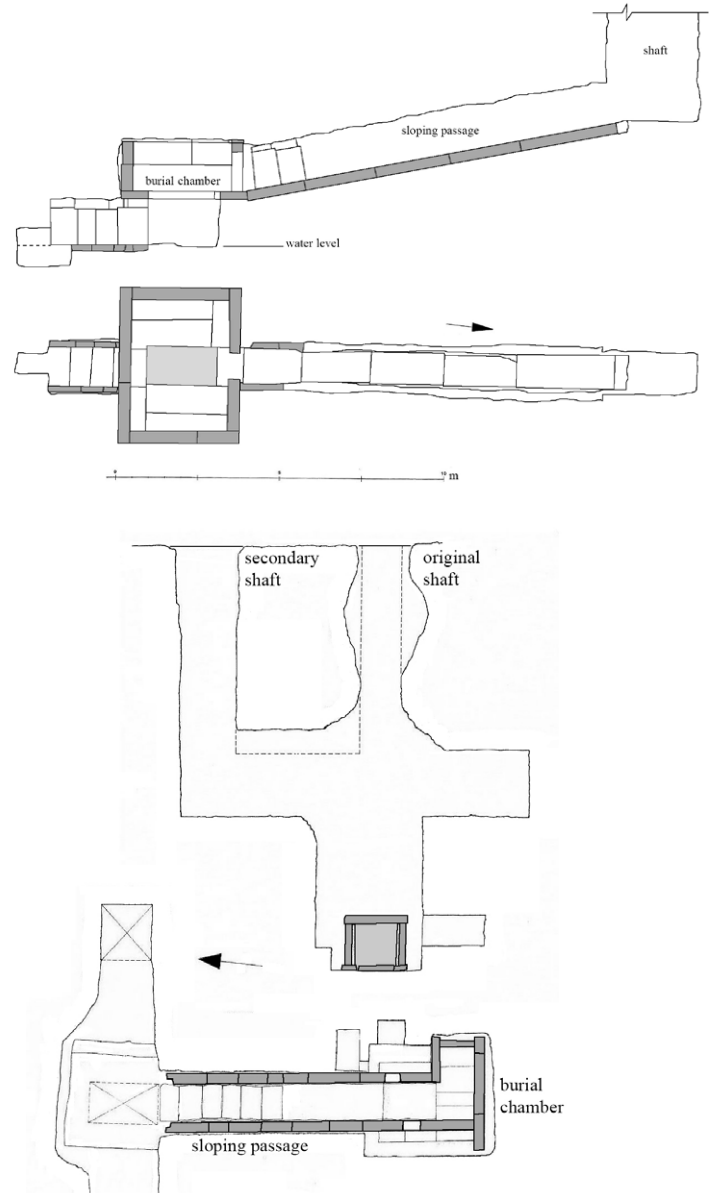 shaft
sloping passage
burial chamber
water level
m
secondary
shaft
original
shaft
burial
chamber
sloping passage